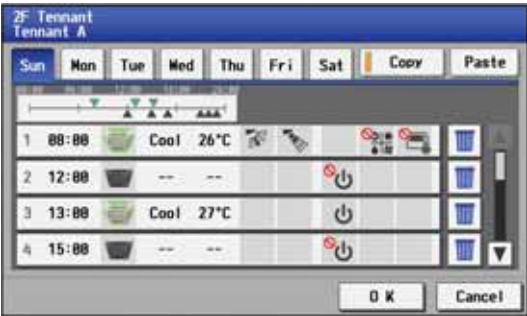 2F Tennant
Tennant A
Sun Mon Tue Wed Thu Fri Sat Copy Paste
1 08:00 Cool 26°C
2 12:00 -- --
3 13:00 Cool 27°C
4 15:00 -- --
OK Cancel